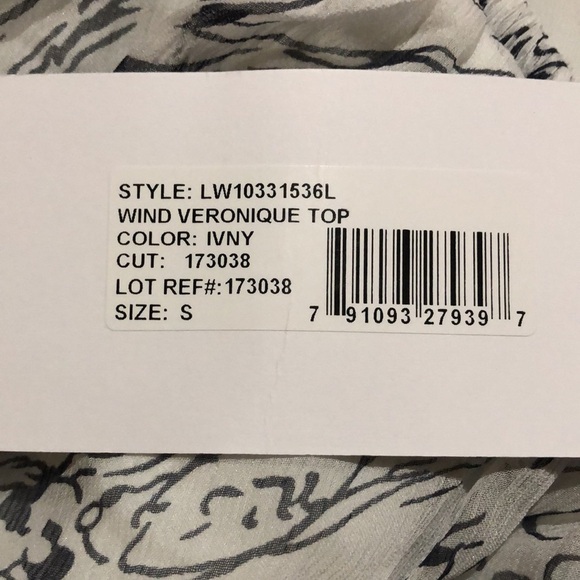 STYLE: LW10331536L
WIND VERONIQUE TOP
COLOR: IVNY
CUT: 173038
LOT REF#:173038
SIZE: S
7 91093 27939 7